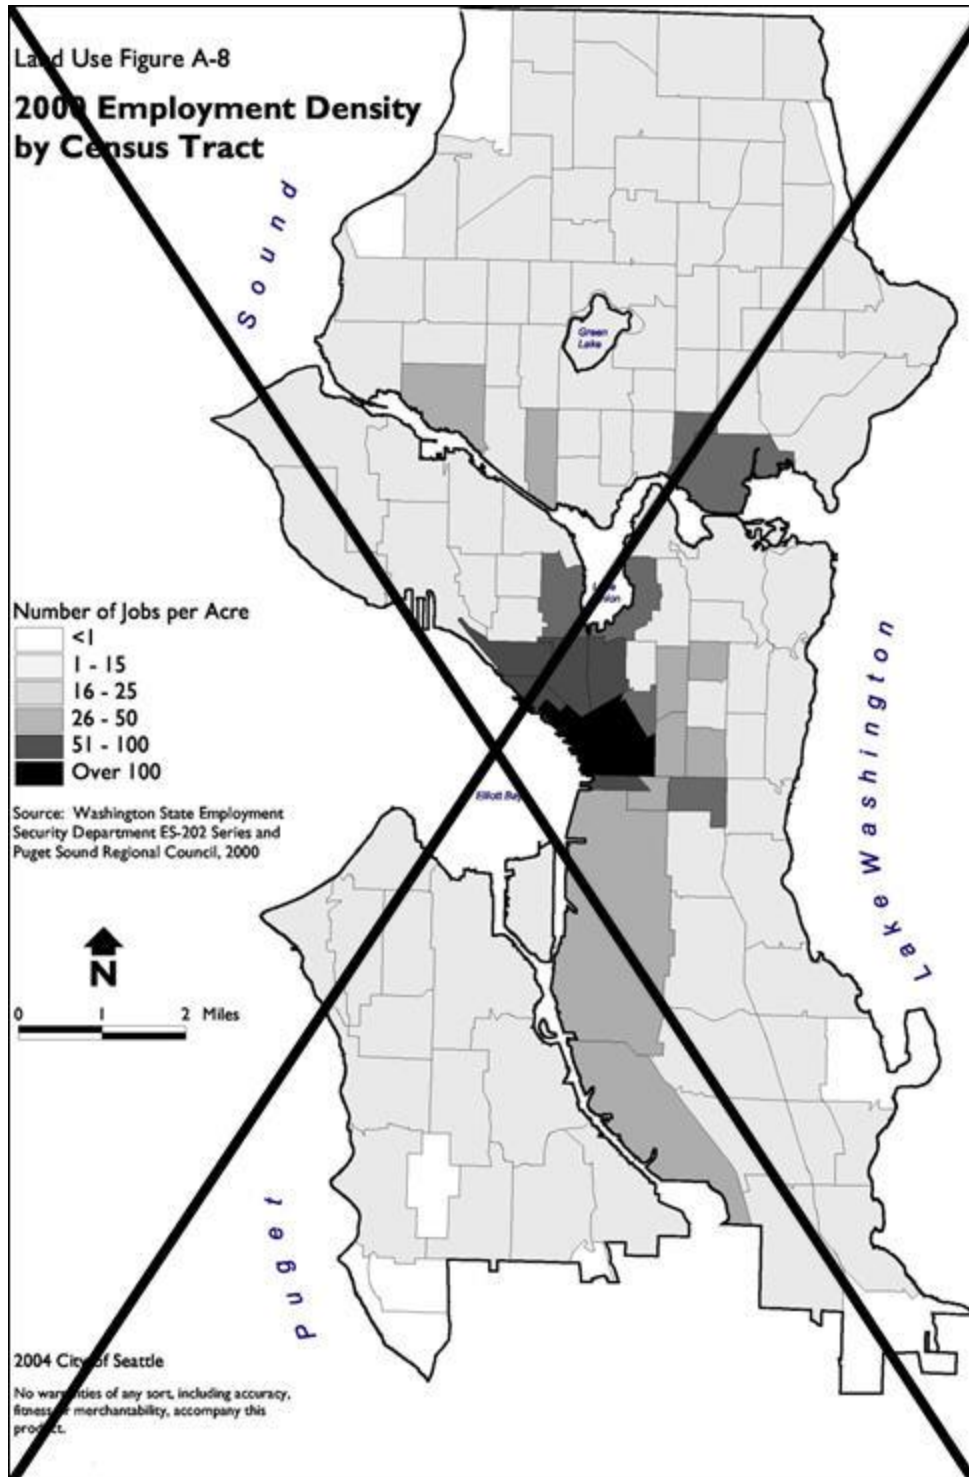 Land Use Figure A-8
2000 Employment Density
by Census Tract
Sound
Green
Lake
Lake
Union
Number of Jobs per Acre
<1
1 - 15
16 - 25
26 - 50
51 - 100
Over 100
Elliott Bay
Source: Washington State Employment
Security Department ES-202 Series and
Puget Sound Regional Council, 2000
Lake Washington
N
0 1 2 Miles
Puget
2004 City of Seattle
No warranties of any sort, including accuracy,
fitness or merchantability, accompany this
product.